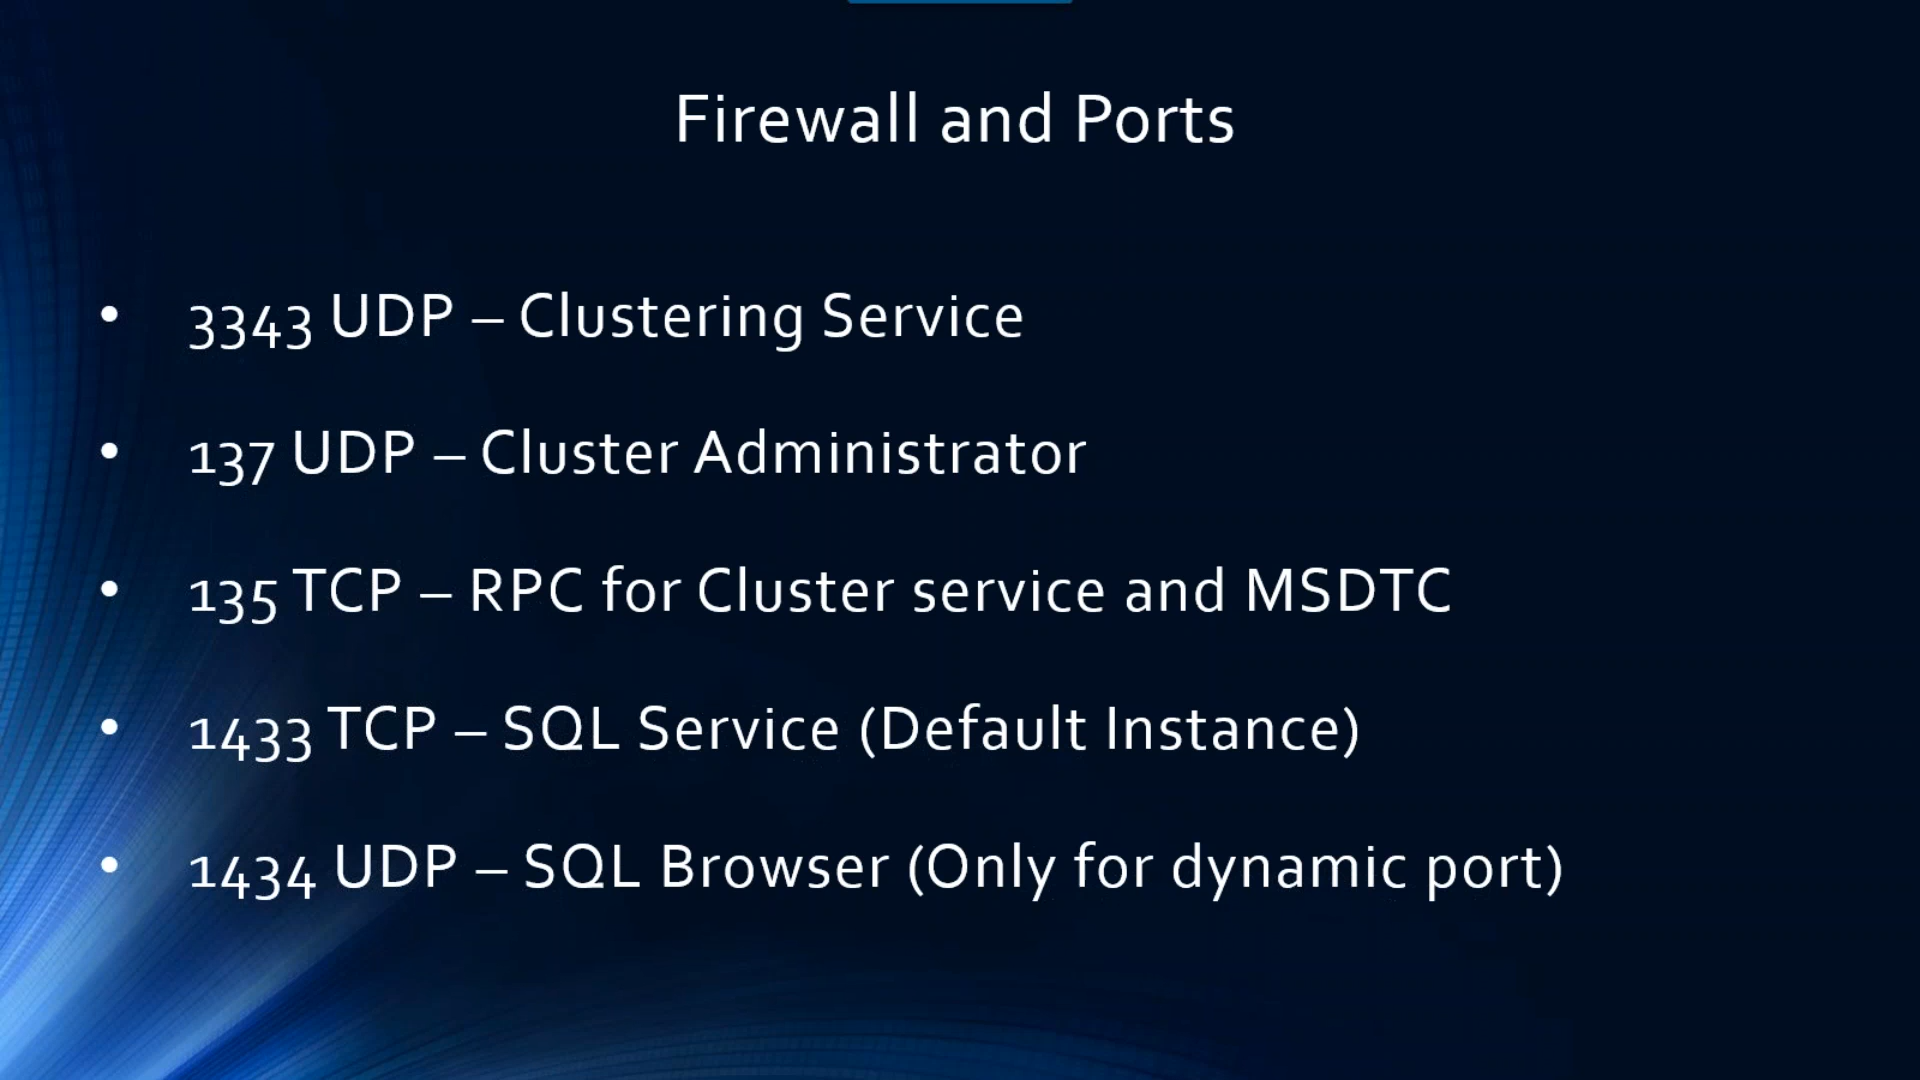 Firewall and Ports
• 3343 UDP – Clustering Service
• 137 UDP – Cluster Administrator
• 135 TCP – RPC for Cluster service and MSDTC
• 1433 TCP – SQL Service (Default Instance)
• 1434 UDP – SQL Browser (Only for dynamic port)